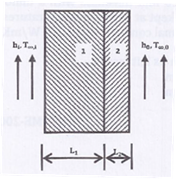 1
2
hᵢ, T∞,i
h₀, T∞,0
L₁